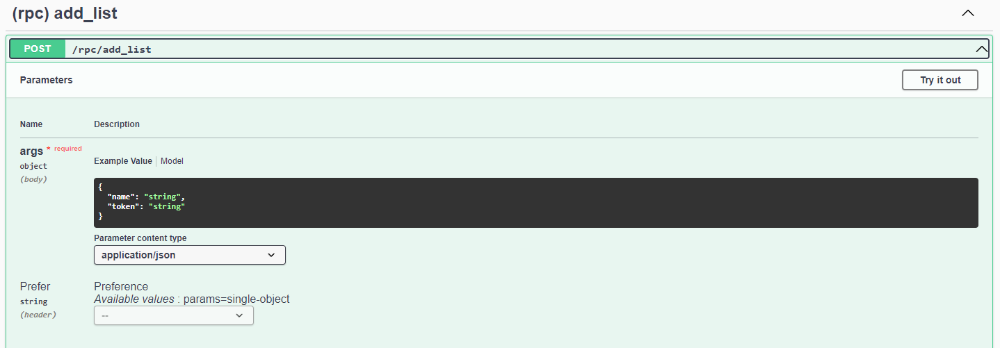 (rpc) add_list
POST /rpc/add_list
Parameters Try it out
Name Description
args * required
object
(body)
Example Value Model
{
  "name": "string",
  "token": "string"
}
Parameter content type
application/json
Prefer Preference
string Available values : params=single-object
(header) --